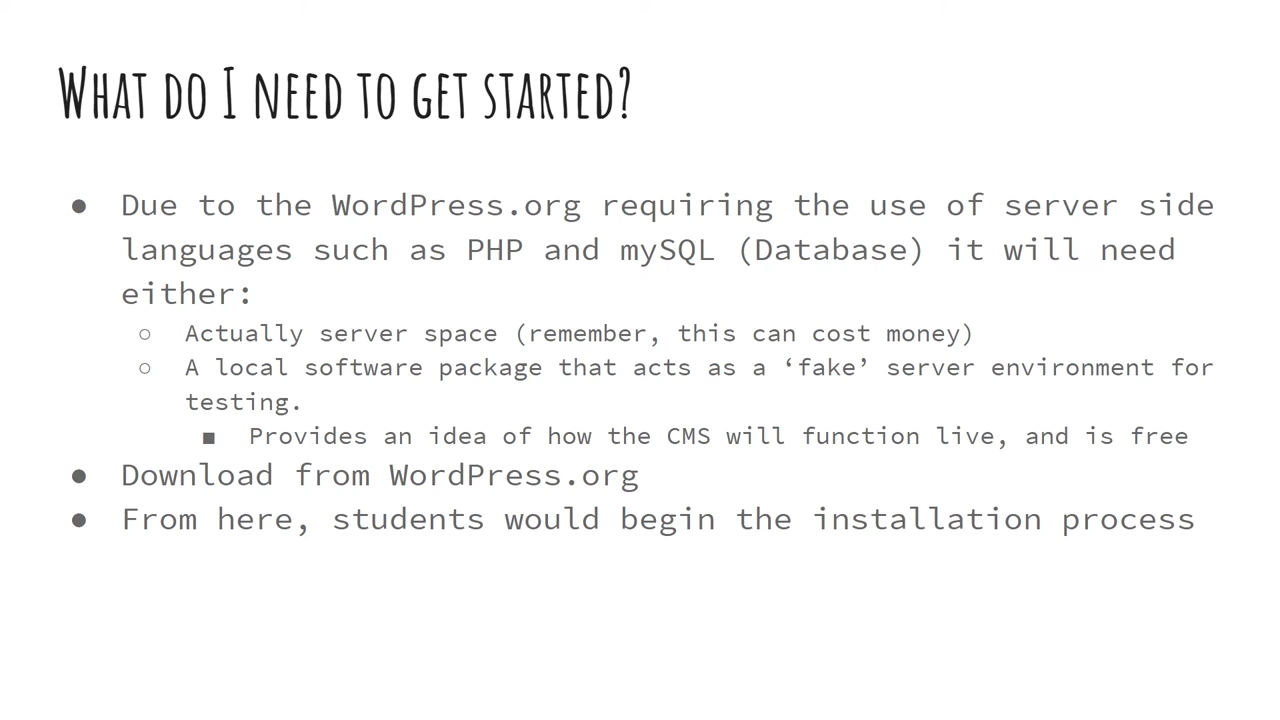 What do I need to get started?
● Due to the WordPress.org requiring the use of server side
languages such as PHP and mySQL (Database) it will need
either:
○ Actually server space (remember, this can cost money)
○ A local software package that acts as a ‘fake’ server environment for
testing.
■ Provides an idea of how the CMS will function live, and is free
● Download from WordPress.org
● From here, students would begin the installation process